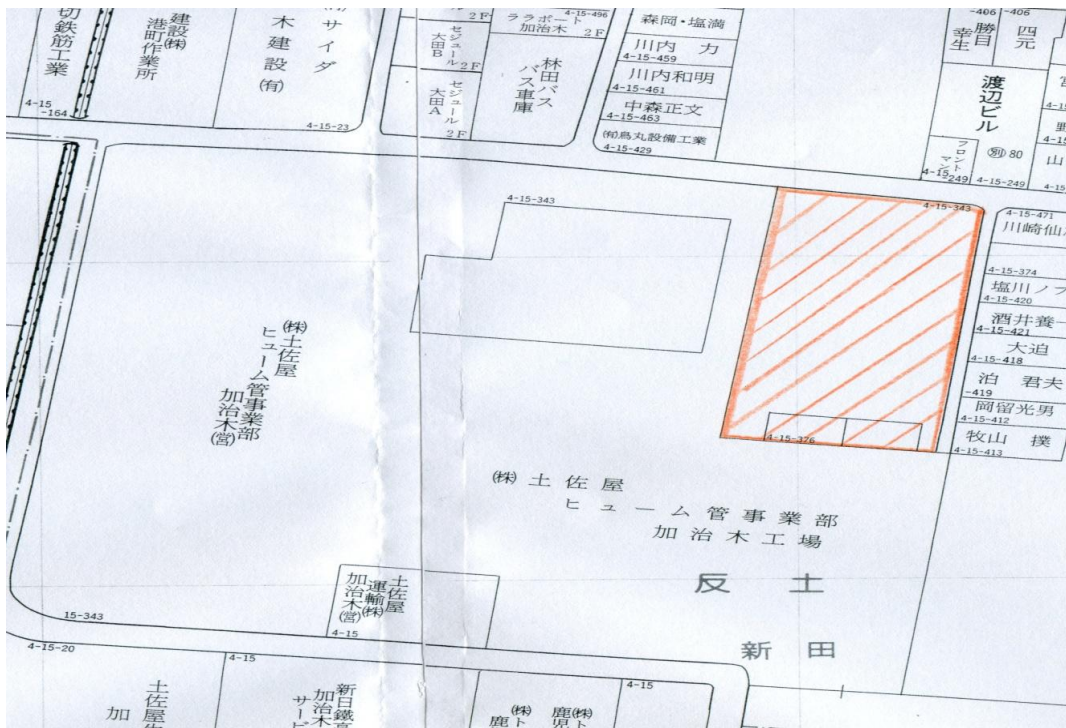 切鉄筋工業
建設㈱
港町作業所
4-15
-164
サイダ
木建設
㈲
4-15-23
セジュール
大田B
2F
セジュール
大田A
2F
4-15-496
ララポート
加治木 2F
林田バス
バス車庫
森岡・塩満
川内 力
4-15-459
川内和明
4-15-461
中森正文
4-15-463
㈲鳥丸設備工業
4-15-429
-406
-406
勝目
幸生
四元
渡辺ビル
フロント
マン
80
4-15-249
4-15-249
山
4-15-343
4-15-343
4-15-471
川崎仙
4-15-374
塩川ノブ
4-15-420
酒井養一
4-15-421
大迫
4-15-418
泊 君夫
-419
岡留光男
4-15-412
牧山 撲
4-15-413
4-15-376
㈱土佐屋
ヒューム管事業部
加治木㈾
㈱土佐屋
ヒューム管事業部
加治木工場
反土
新田
土佐屋
運輸㈱
加治木
4-15
15-343
4-15-20
4-15
4-15
土佐屋
加
新日鐵
加治木
サービ
㈱
鹿
㈱ト
鹿児